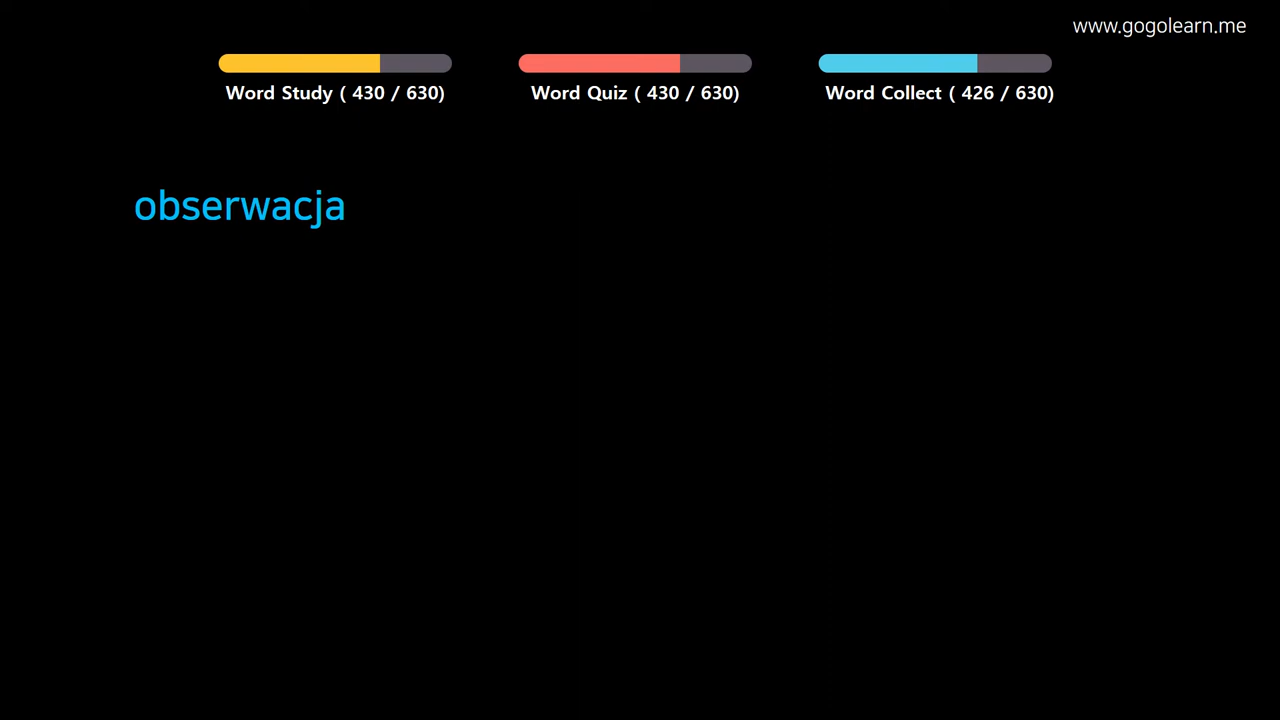 www.gogolearn.me
Word Study ( 430 / 630)
Word Quiz ( 430 / 630)
Word Collect ( 426 / 630)
obserwacja